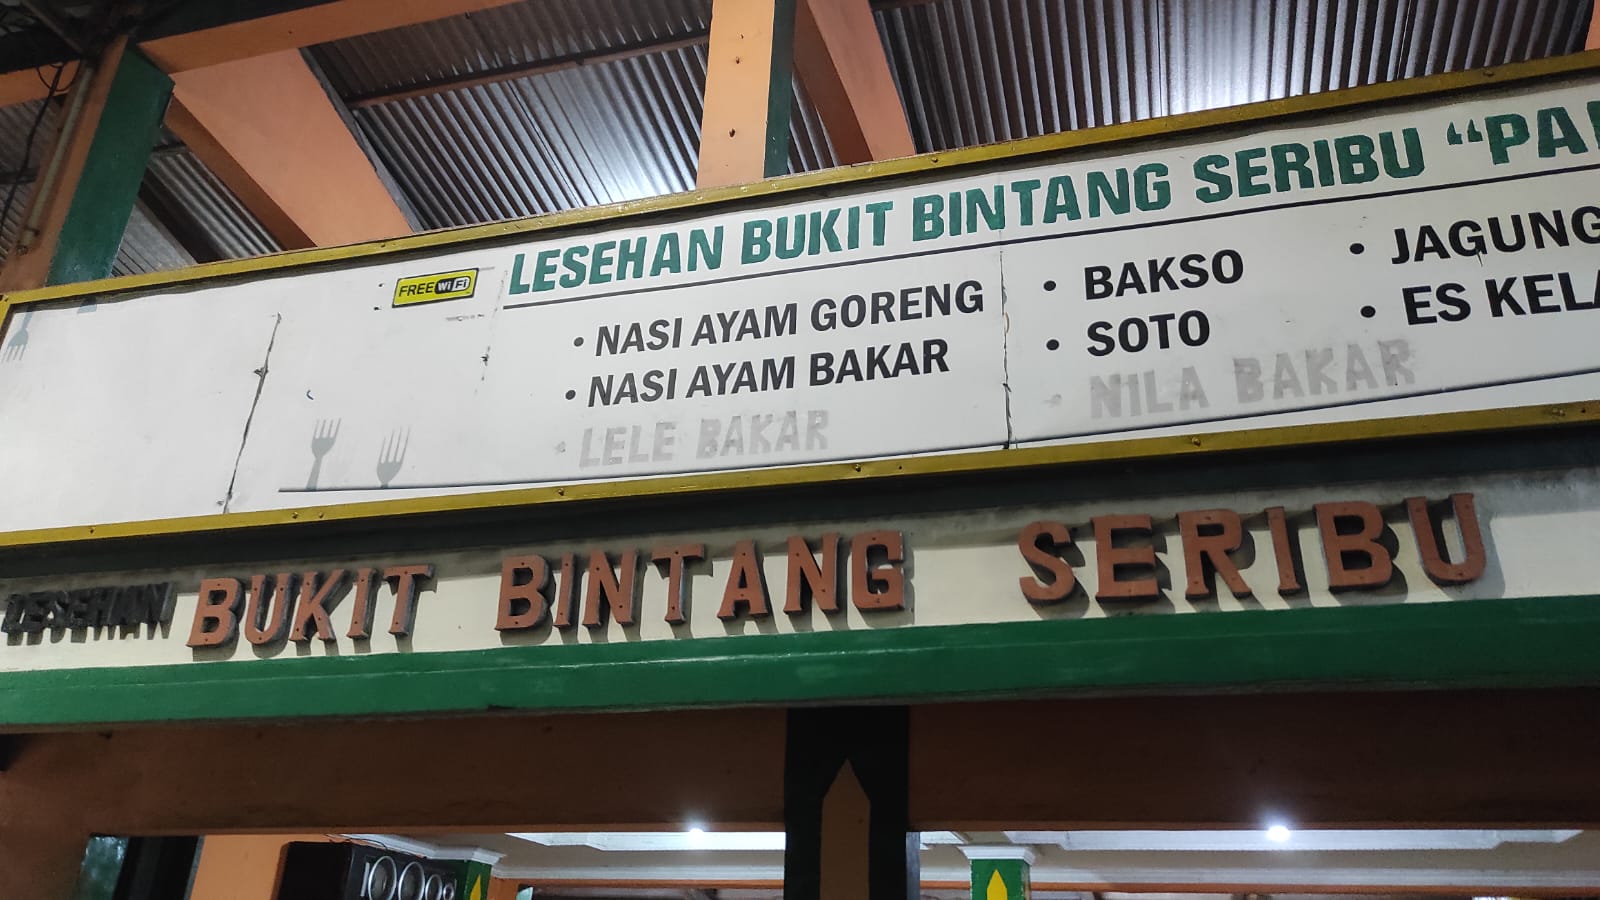 FREE WiFi
LESEHAN BUKIT BINTANG SERIBU
• NASI AYAM GORENG
• NASI AYAM BAKAR
• LELE BAKAR
• BAKSO
• SOTO
• NILA BAKAR
• JAGUNG
• ES
LESEHAN BUKIT BINTANG SERIBU